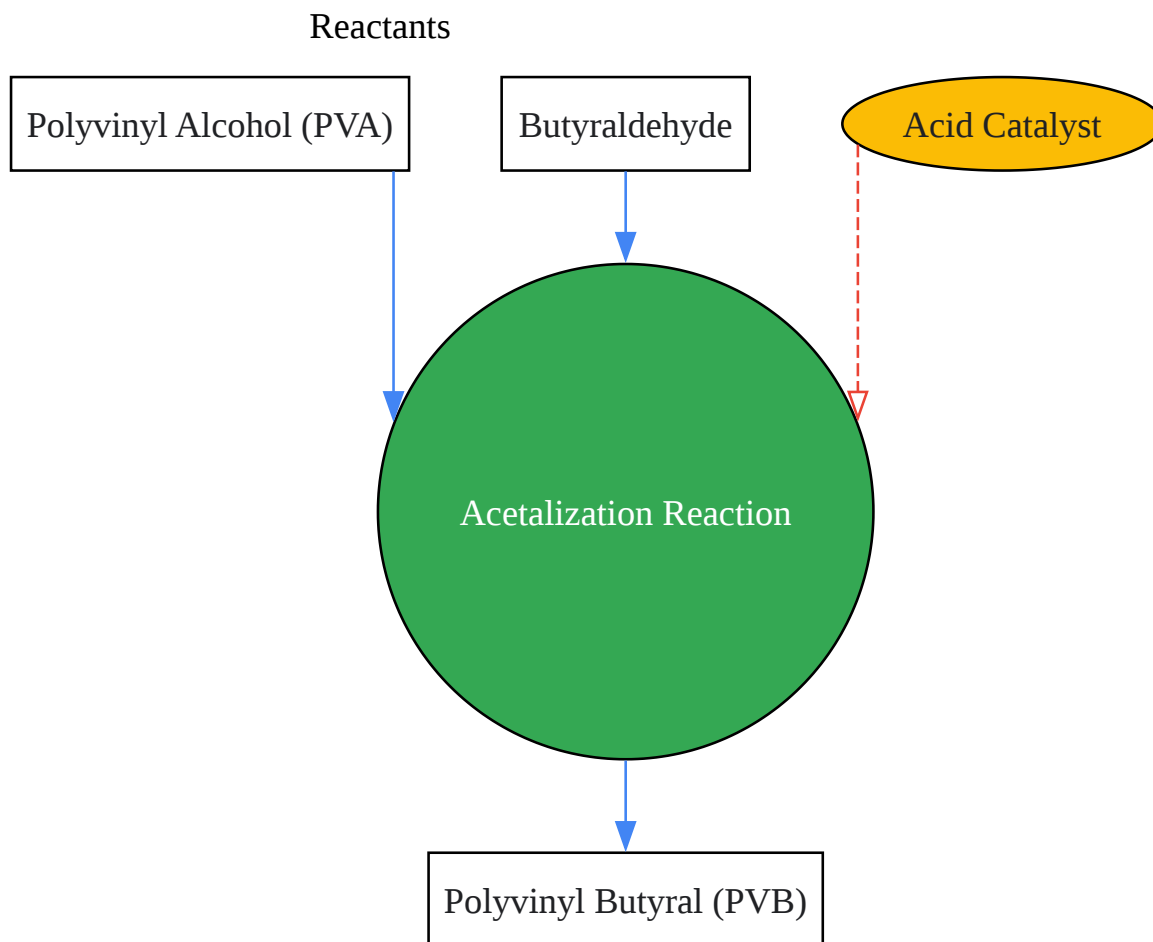 Reactants
Polyvinyl Alcohol (PVA)
Butyraldehyde
Acid Catalyst
Acetalization Reaction
Polyvinyl Butyral (PVB)